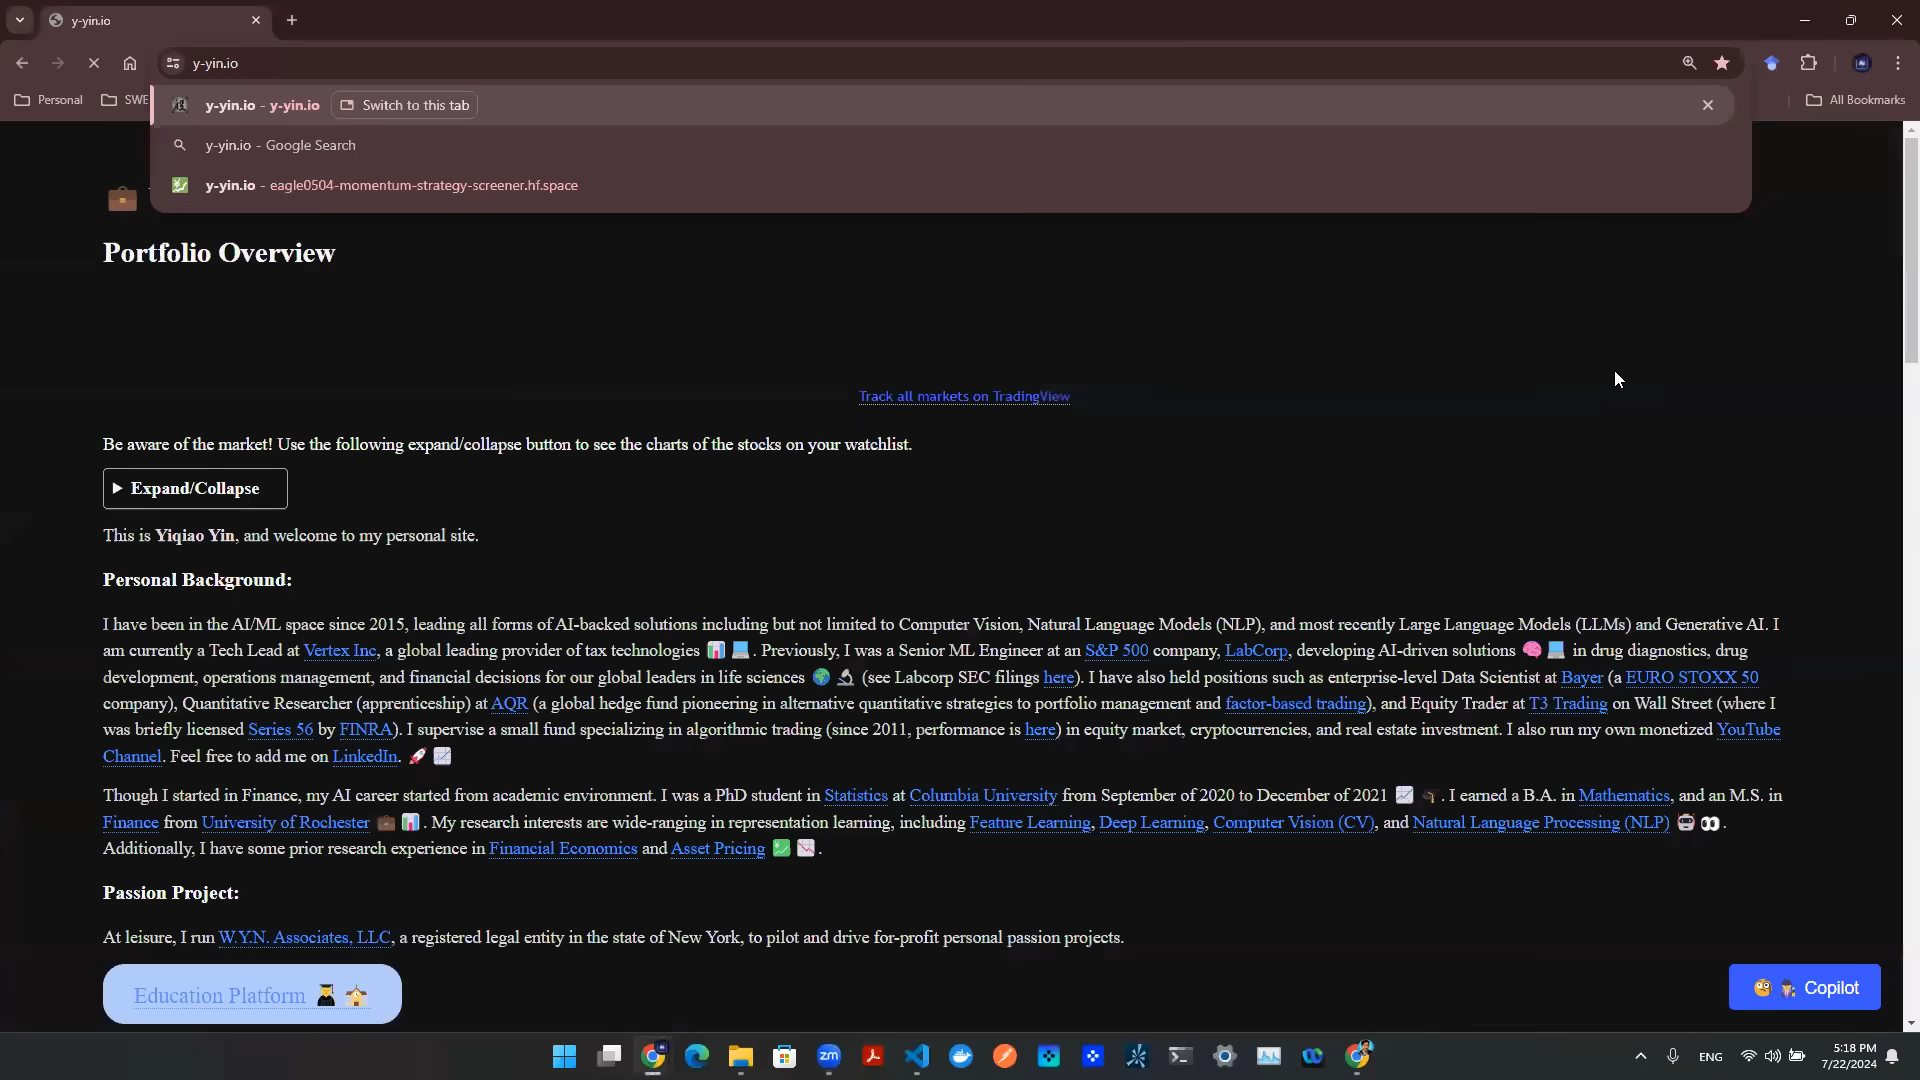 y-yin.io
y-yin.io
Personal
SWE
All Bookmarks
y-yin.io - y-yin.io Switch to this tab
y-yin.io - Google Search
y-yin.io - eagle0504-momentum-strategy-screener.hf.space
Portfolio Overview
Track all markets on TradingView
Be aware of the market! Use the following expand/collapse button to see the charts of the stocks on your watchlist.
Expand/Collapse
This is Yiqiao Yin, and welcome to my personal site.
Personal Background:
I have been in the AI/ML space since 2015, leading all forms of AI-backed solutions including but not limited to Computer Vision, Natural Language Models (NLP), and most recently Large Language Models (LLMs) and Generative AI. I
am currently a Tech Lead at Vertex Inc, a global leading provider of tax technologies 📊 💻. Previously, I was a Senior ML Engineer at an S&P 500 company, LabCorp, developing AI-driven solutions 🧠 💻 in drug diagnostics, drug
development, operations management, and financial decisions for our global leaders in life sciences 🌍 🔬 (see Labcorp SEC filings here). I have also held positions such as enterprise-level Data Scientist at Bayer (a EURO STOXX 50
company), Quantitative Researcher (apprenticeship) at AQR (a global hedge fund pioneering in alternative quantitative strategies to portfolio management and factor-based trading), and Equity Trader at T3 Trading on Wall Street (where I
was briefly licensed Series 56 by FINRA). I supervise a small fund specializing in algorithmic trading (since 2011, performance is here) in equity market, cryptocurrencies, and real estate investment. I also run my own monetized YouTube
Channel. Feel free to add me on LinkedIn. 🚀 📈
Though I started in Finance, my AI career started from academic environment. I was a PhD student in Statistics at Columbia University from September of 2020 to December of 2021 📈 🎓. I earned a B.A. in Mathematics, and an M.S. in
Finance from University of Rochester 💼 📊. My research interests are wide-ranging in representation learning, including Feature Learning, Deep Learning, Computer Vision (CV), and Natural Language Processing (NLP) 🤖 👀.
Additionally, I have some prior research experience in Financial Economics and Asset Pricing 💹 📉.
Passion Project:
At leisure, I run W.Y.N. Associates, LLC, a registered legal entity in the state of New York, to pilot and drive for-profit personal passion projects.
Education Platform 👨‍🎓 🏫
Copilot
zm
ENG
5:18 PM
7/22/2024